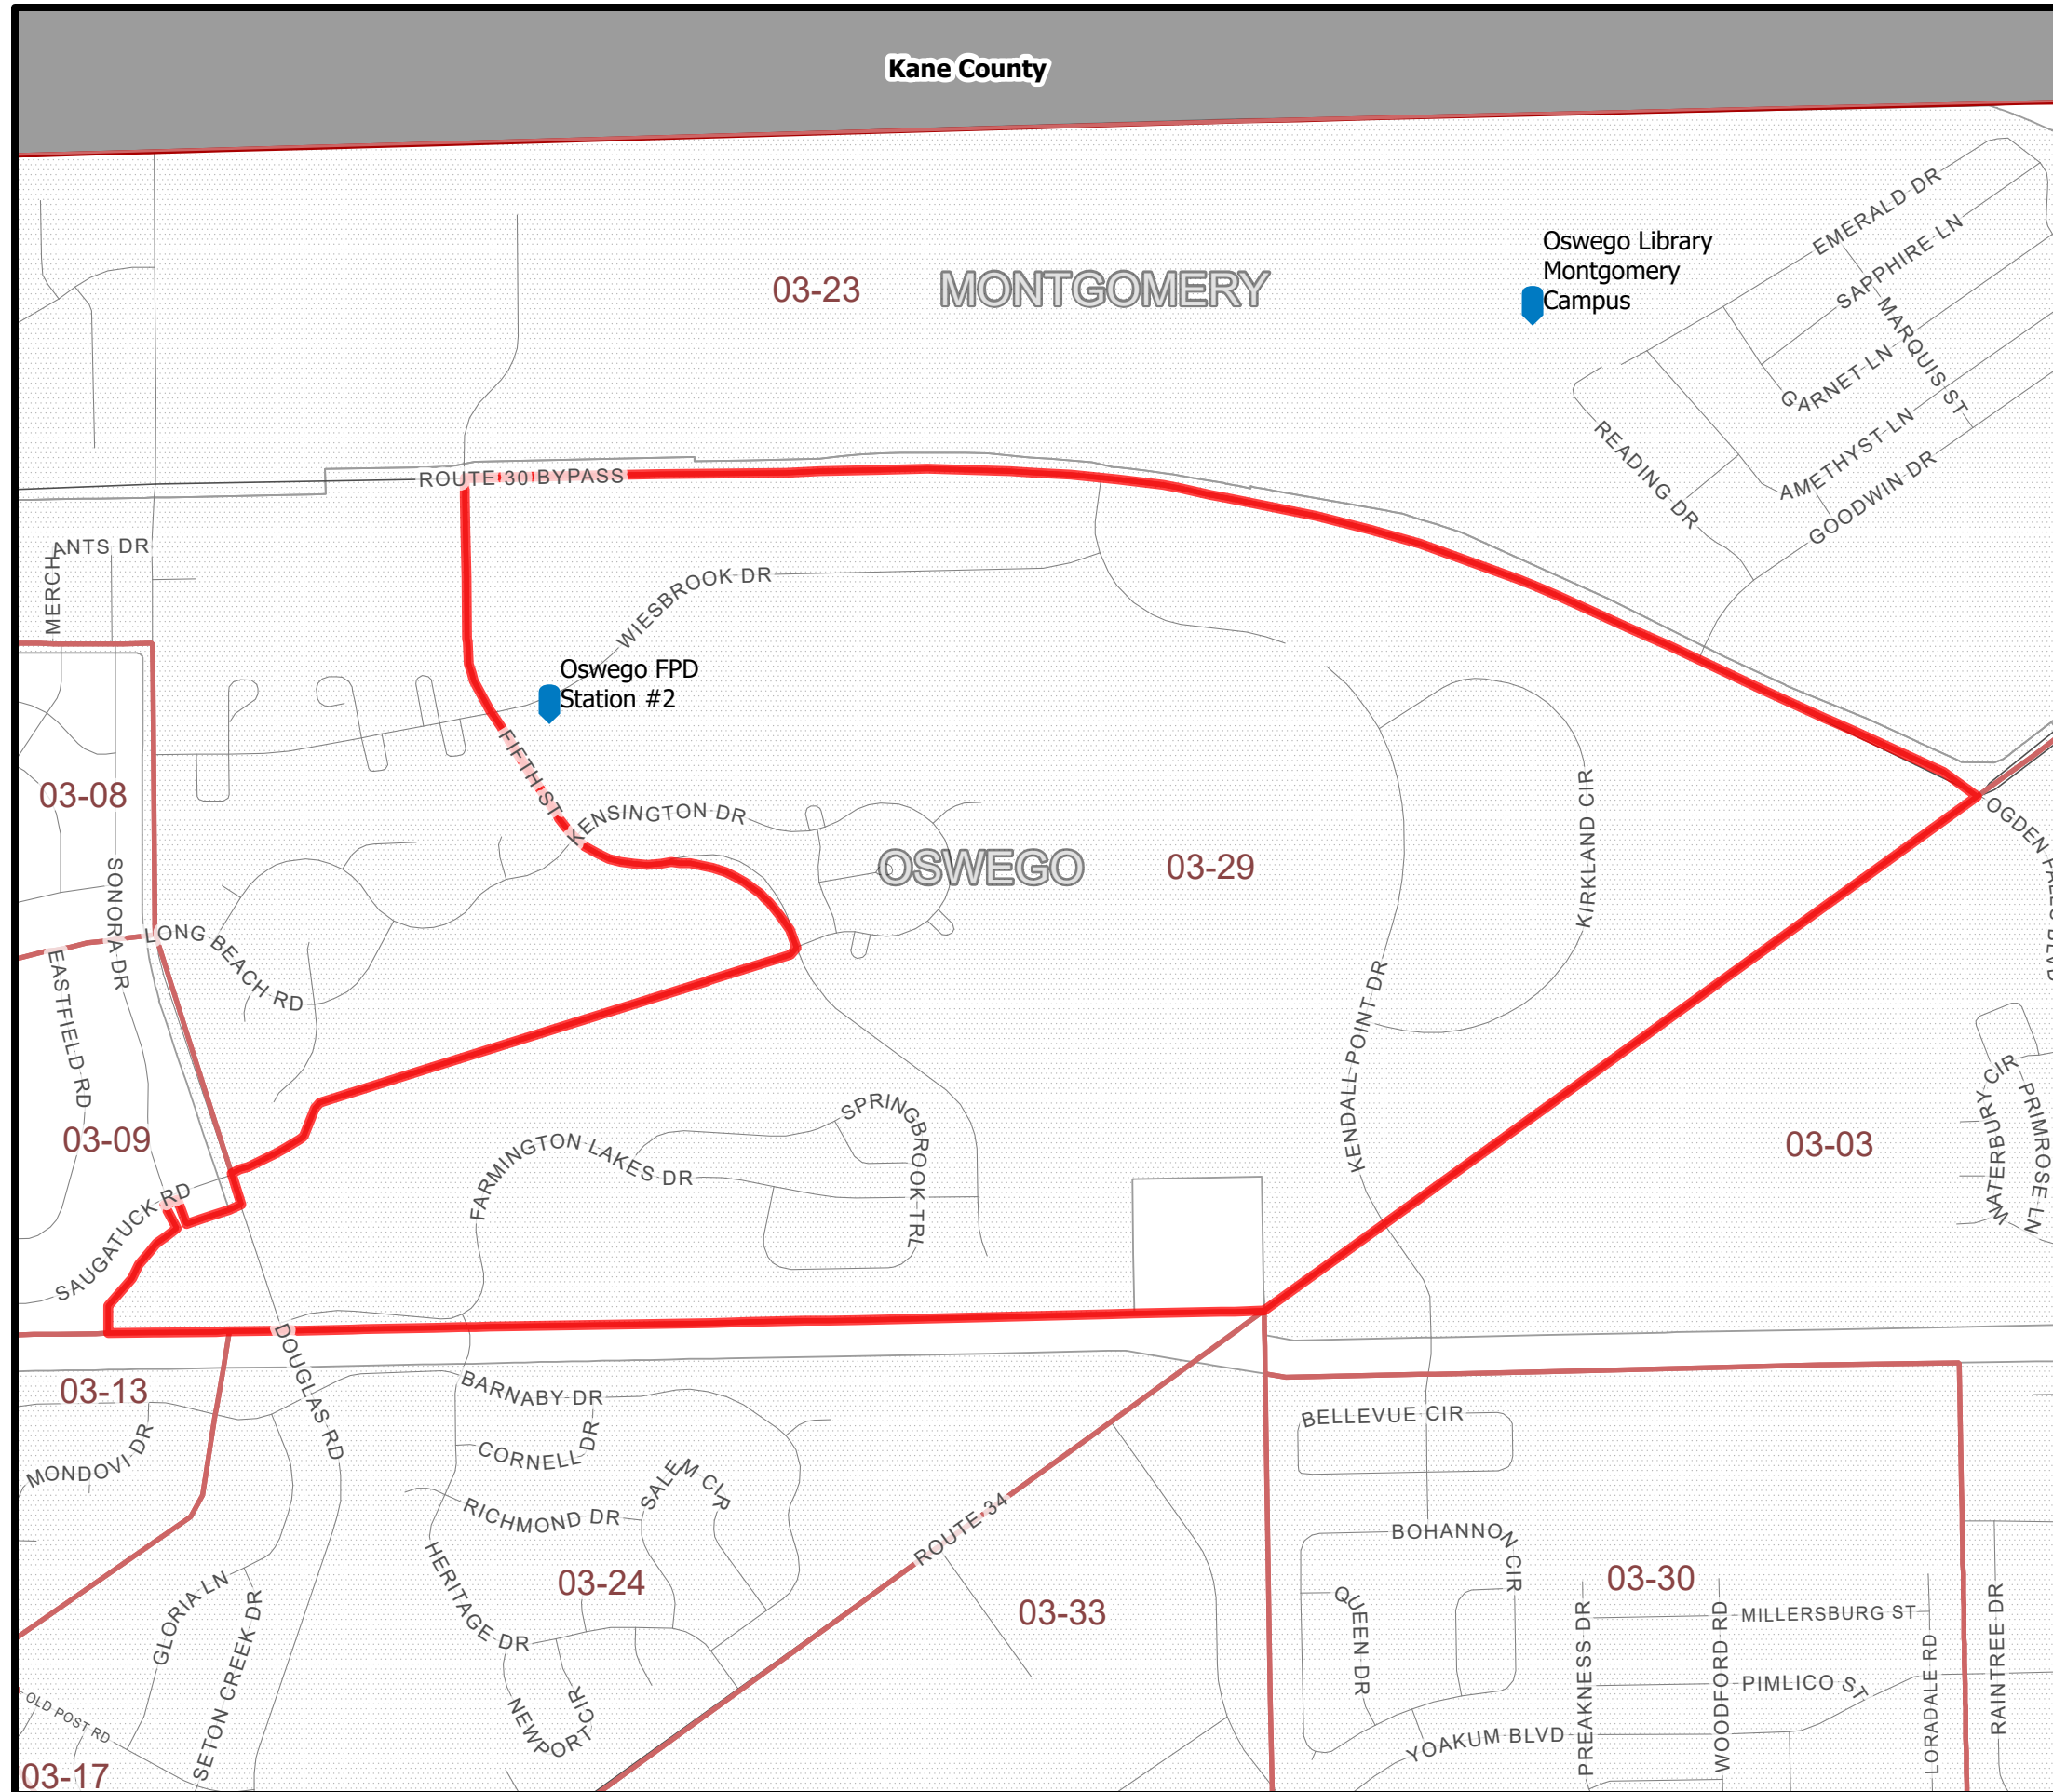 Kane County
EMERALD DR
SAPPHIRE LN
Oswego Library
Montgomery
Campus
03-23
MONTGOMERY
MARQUIS ST
GARNET LN
AMETHYST LN
READING DR
GOODWIN DR
ROUTE 30 BYPASS
MERCHANTS DR
WIESBROOK DR
Oswego FPD
Station #2
FIFTH ST
03-08
KENSINGTON DR
KIRKLAND CIR
OGDEN FALLS BLVD
OSWEGO
03-29
SONORA DR
LONG BEACH RD
EASTFIELD RD
KENDALL POINT DR
03-09
SPRINGBROOK TRL
FARMINGTON LAKES DR
03-03
WATERBURY CIR
PRIMROSE LN
SAUGATUCK RD
DOUGLAS RD
03-13
BARNABY DR
MONDOVI DR
CORNELL DR
BELLEVUE CIR
SALEM CIR
RICHMOND DR
ROUTE 34
BOHANNON CIR
HERITAGE DR
03-24
03-33
03-30
GLORIA LN
QUEEN DR
PREAKNESS DR
MILLERSBURG ST
WOODFORD RD
LORADALE RD
RAINTREE DR
SETON CREEK DR
PIMLICO ST
OLD POST RD
NEWPORT CIR
YOAKUM BLVD
03-17